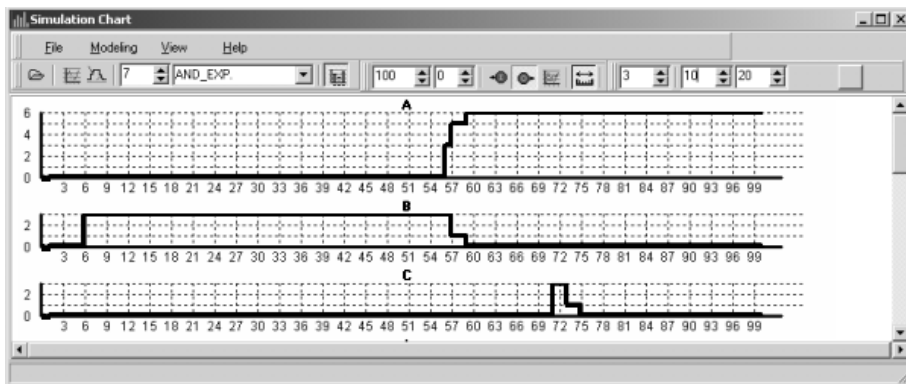 Simulation Chart
File Modeling View Help
7 AND_EXP. 100 0 3 10 20
A
6
4
2
0
3 6 9 12 15 18 21 24 27 30 33 36 39 42 45 48 51 54 57 60 63 66 69 72 75 78 81 84 87 90 93 96 99
B
2
0
3 6 9 12 15 18 21 24 27 30 33 36 39 42 45 48 51 54 57 60 63 66 69 72 75 78 81 84 87 90 93 96 99
C
2
0
3 6 9 12 15 18 21 24 27 30 33 36 39 42 45 48 51 54 57 60 63 66 69 72 75 78 81 84 87 90 93 96 99